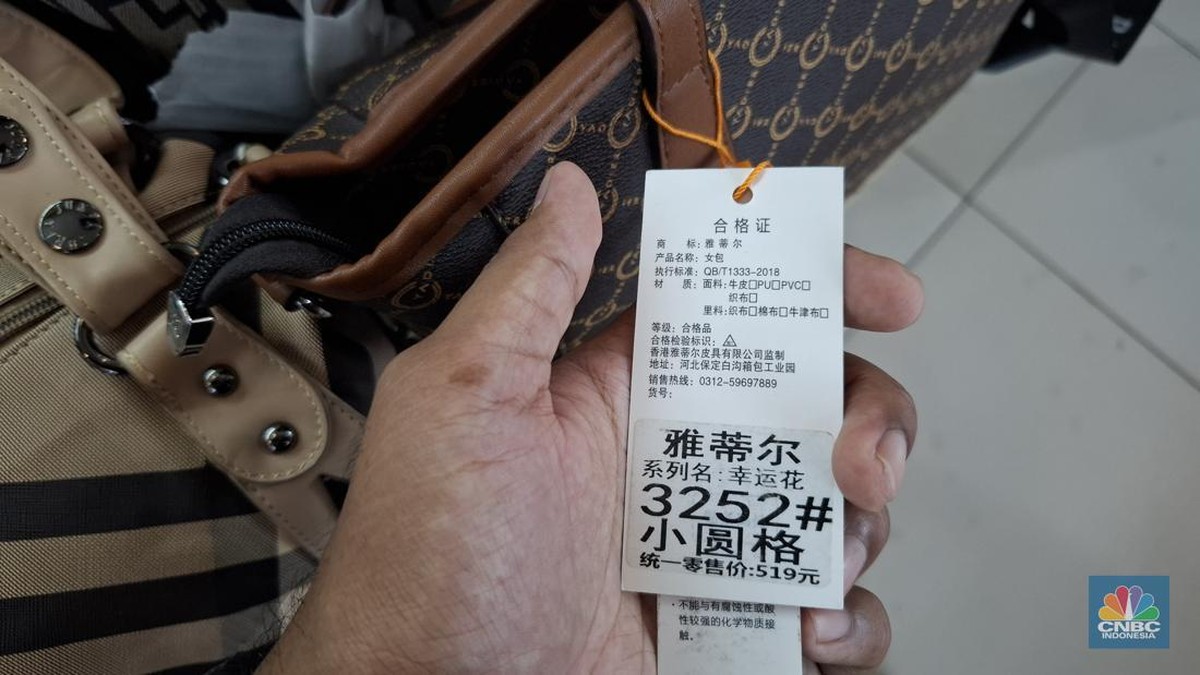 合格证
商 标：雅蒂尔
产品名称：女包
执行标准：QB/T1333-2018
材 质：面料:牛皮□PU□PVC□
织布□
里料:织布□棉布□牛津布□
等级：合格品
合格检验标识：
香港雅蒂尔皮具有限公司监制
地址：河北保定白沟箱包工业园
销售热线：0312-59697889
货号：
雅蒂尔
系列名:幸运花
3252#
小圆格
统一零售价:519元
·不能与有腐蚀性或酸
性较强的化学物质接
触。
CNBC
INDONESIA